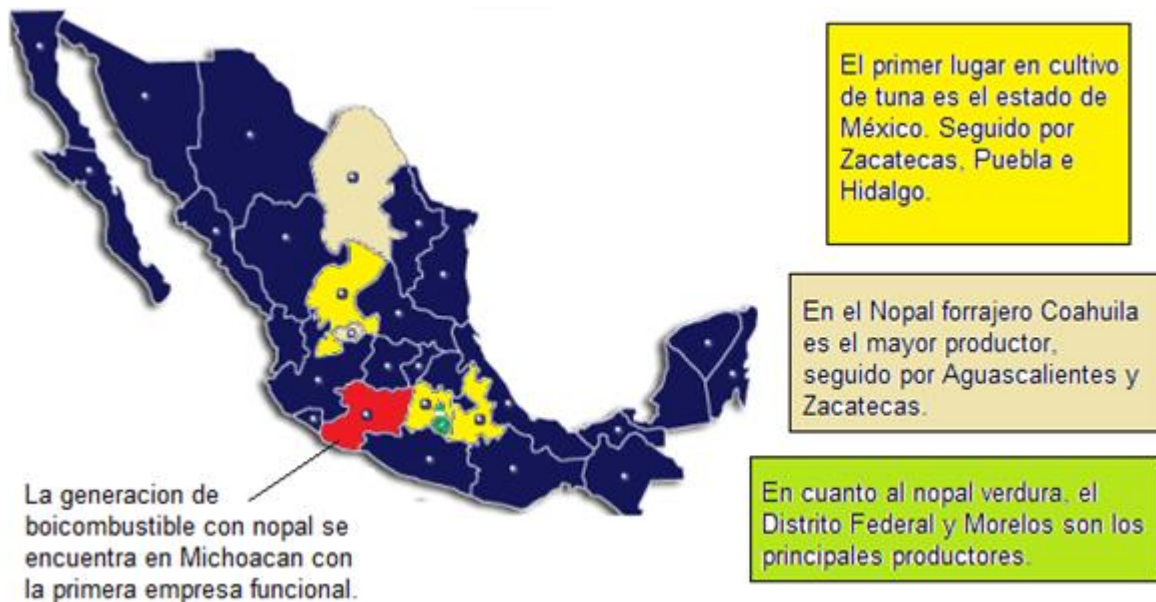 El primer lugar en cultivo
de tuna es el estado de
México. Seguido por
Zacatecas, Puebla e
Hidalgo.
En el Nopal forrajero Coahuila
es el mayor productor,
seguido por Aguascalientes y
Zacatecas.
En cuanto al nopal verdura, el
Distrito Federal y Morelos son los
principales productores.
La generacion de
boicombustible con nopal se
encuentra en Michoacan con
la primera empresa funcional.